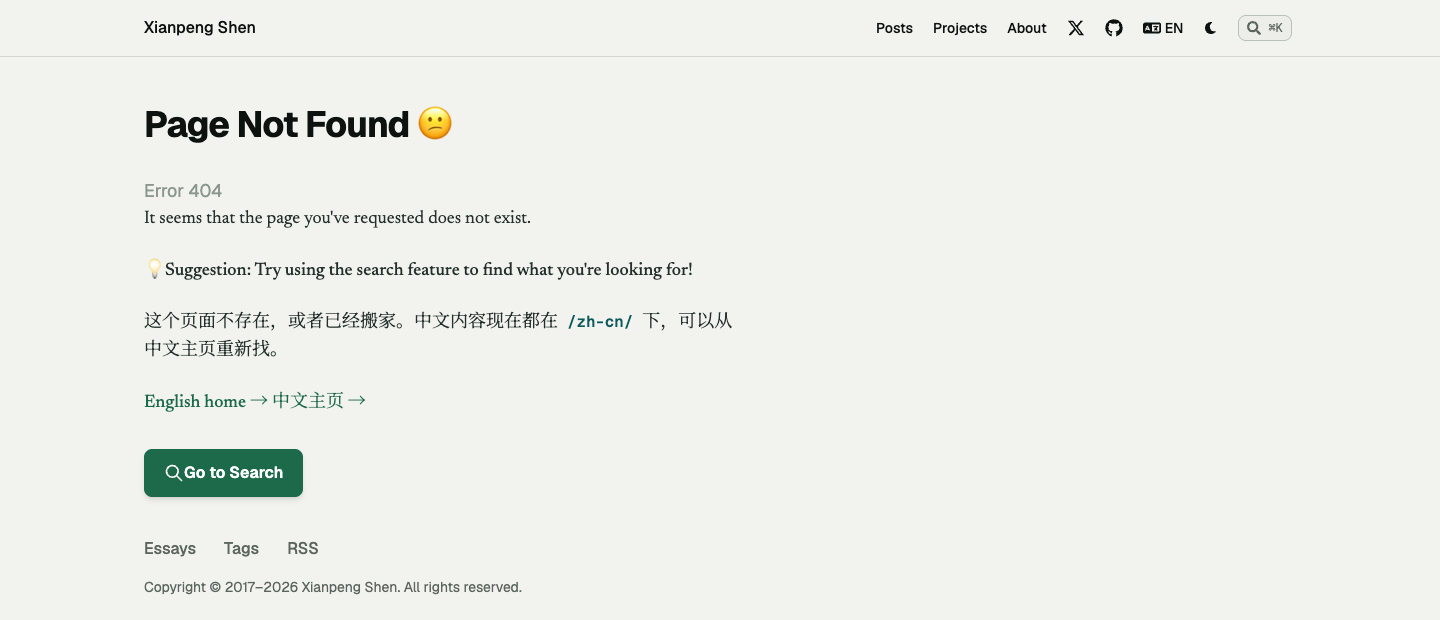 Xianpeng Shen
Posts Projects About EN ⌘K
Page Not Found 😕
Error 404
It seems that the page you've requested does not exist.
💡Suggestion: Try using the search feature to find what you're looking for!
这个页面不存在，或者已经搬家。中文内容现在都在 /zh-cn/ 下，可以从
中文主页重新找。
English home → 中文主页 →
Go to Search
Essays Tags RSS
Copyright © 2017–2026 Xianpeng Shen. All rights reserved.